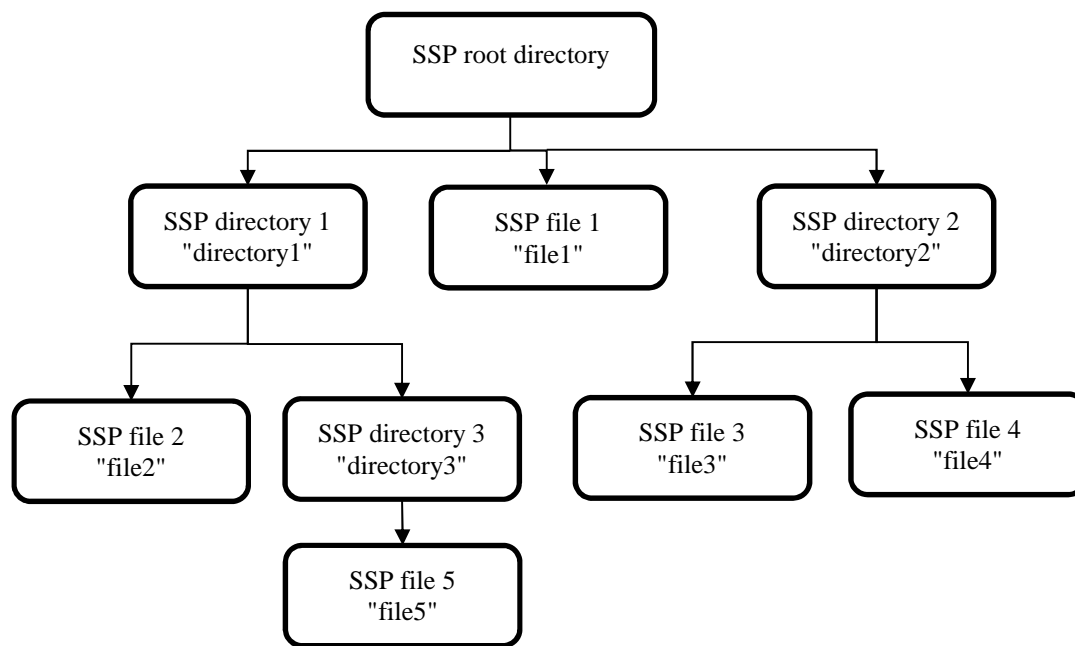 SSP root directory
SSP directory 1
"directory1"
SSP file 1
"file1"
SSP directory 2
"directory2"
SSP file 2
"file2"
SSP directory 3
"directory3"
SSP file 3
"file3"
SSP file 4
"file4"
SSP file 5
"file5"